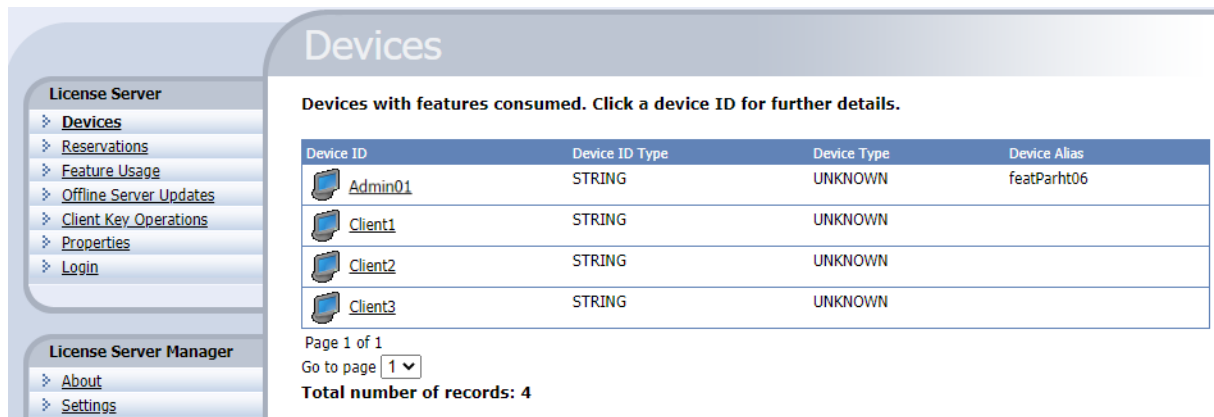 Devices
License Server
Devices
Reservations
Feature Usage
Offline Server Updates
Client Key Operations
Properties
Login
License Server Manager
About
Settings
Devices with features consumed. Click a device ID for further details.
Device ID Device ID Type Device Type Device Alias
Admin01 STRING UNKNOWN featParht06
Client1 STRING UNKNOWN
Client2 STRING UNKNOWN
Client3 STRING UNKNOWN
Page 1 of 1
Go to page 1
Total number of records: 4